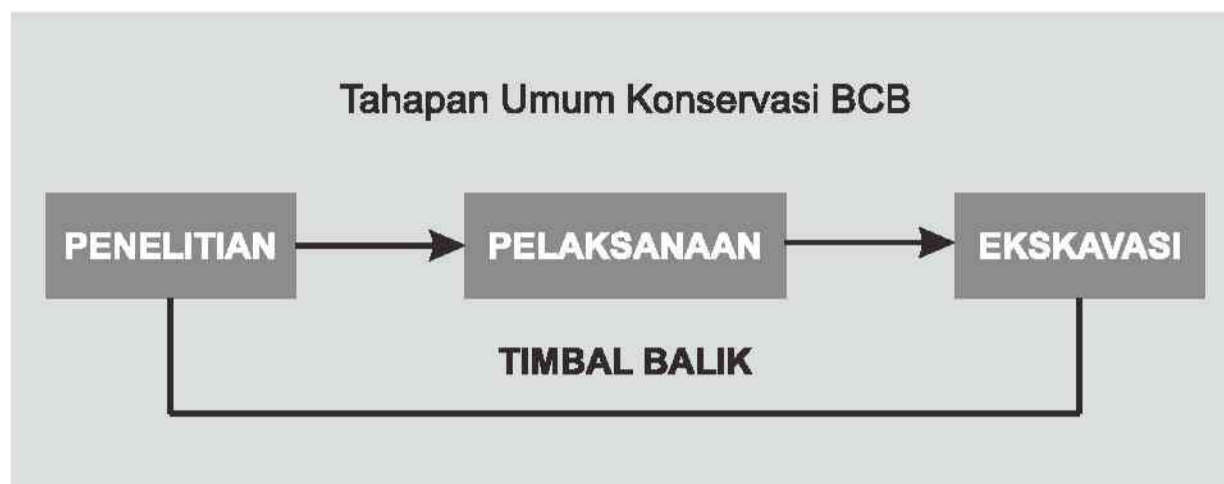 Tahapan Umum Konservasi BCB
PENELITIAN
PELAKSANAAN
EKSKAVASI
TIMBAL BALIK